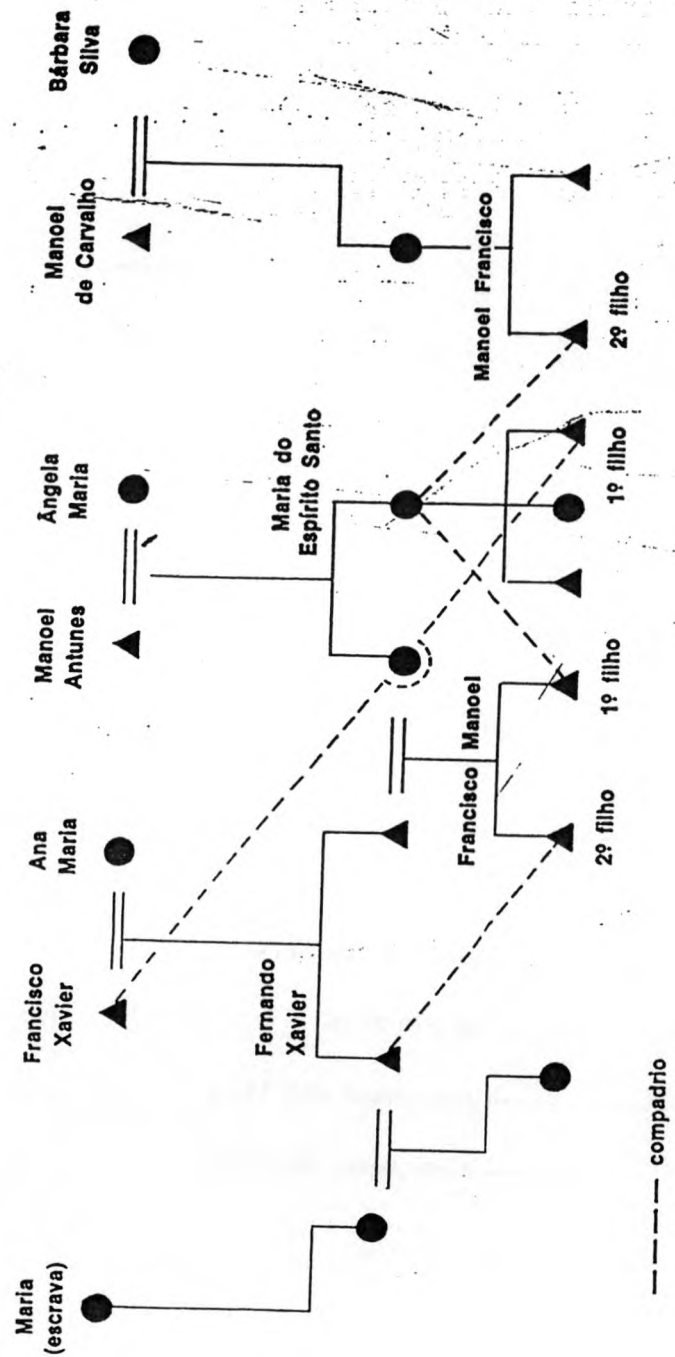 Maria
(escrava)
Francisco
Xavier
Ana
Maria
Manoel
Antunes
Ângela
Maria
Manoel
de Carvalho
Bárbara
Silva
Fernando
Xavier
Maria do
Espírito Santo
Francisco Manoel
Manoel Francisco
2º filho
1º filho
1º filho
2º filho
compadrio